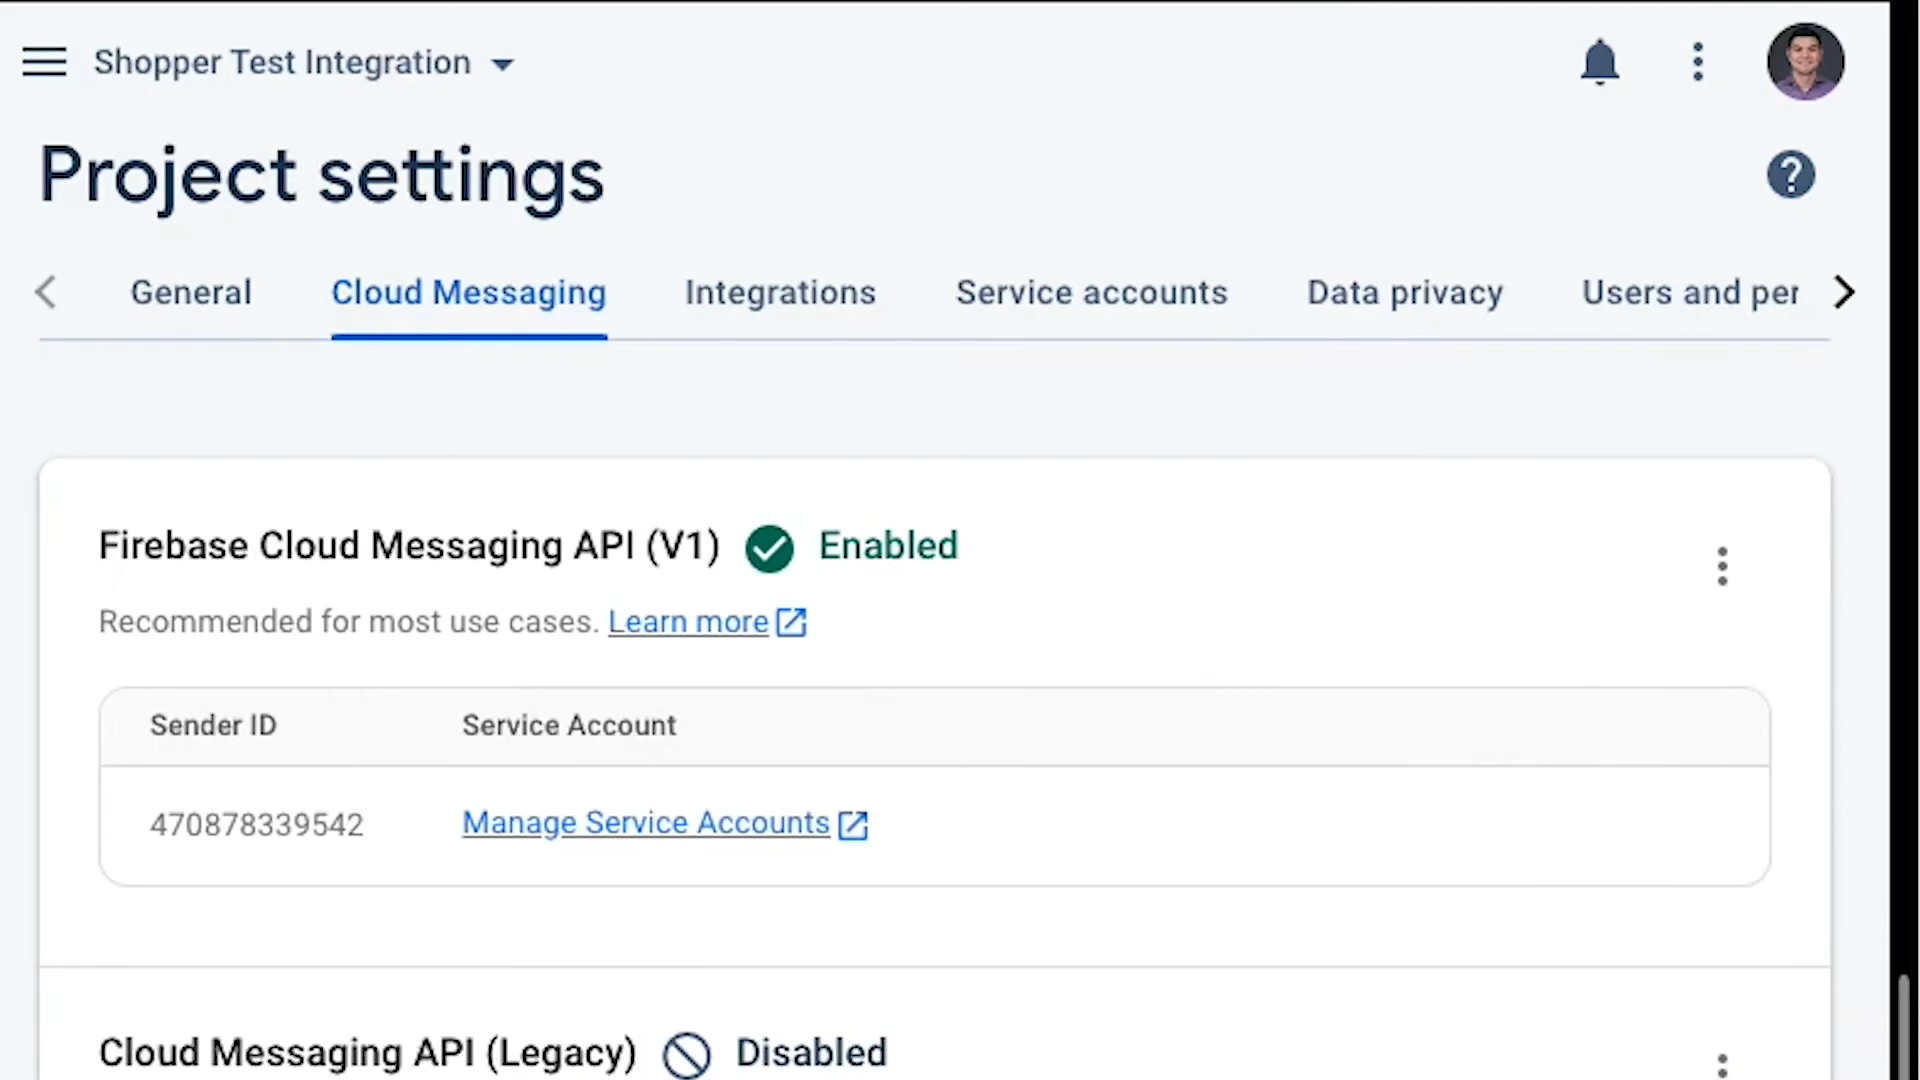 Shopper Test Integration
Project settings
General Cloud Messaging Integrations Service accounts Data privacy Users and per
Firebase Cloud Messaging API (V1) Enabled
Recommended for most use cases. Learn more
Sender ID Service Account
470878339542 Manage Service Accounts
Cloud Messaging API (Legacy) Disabled